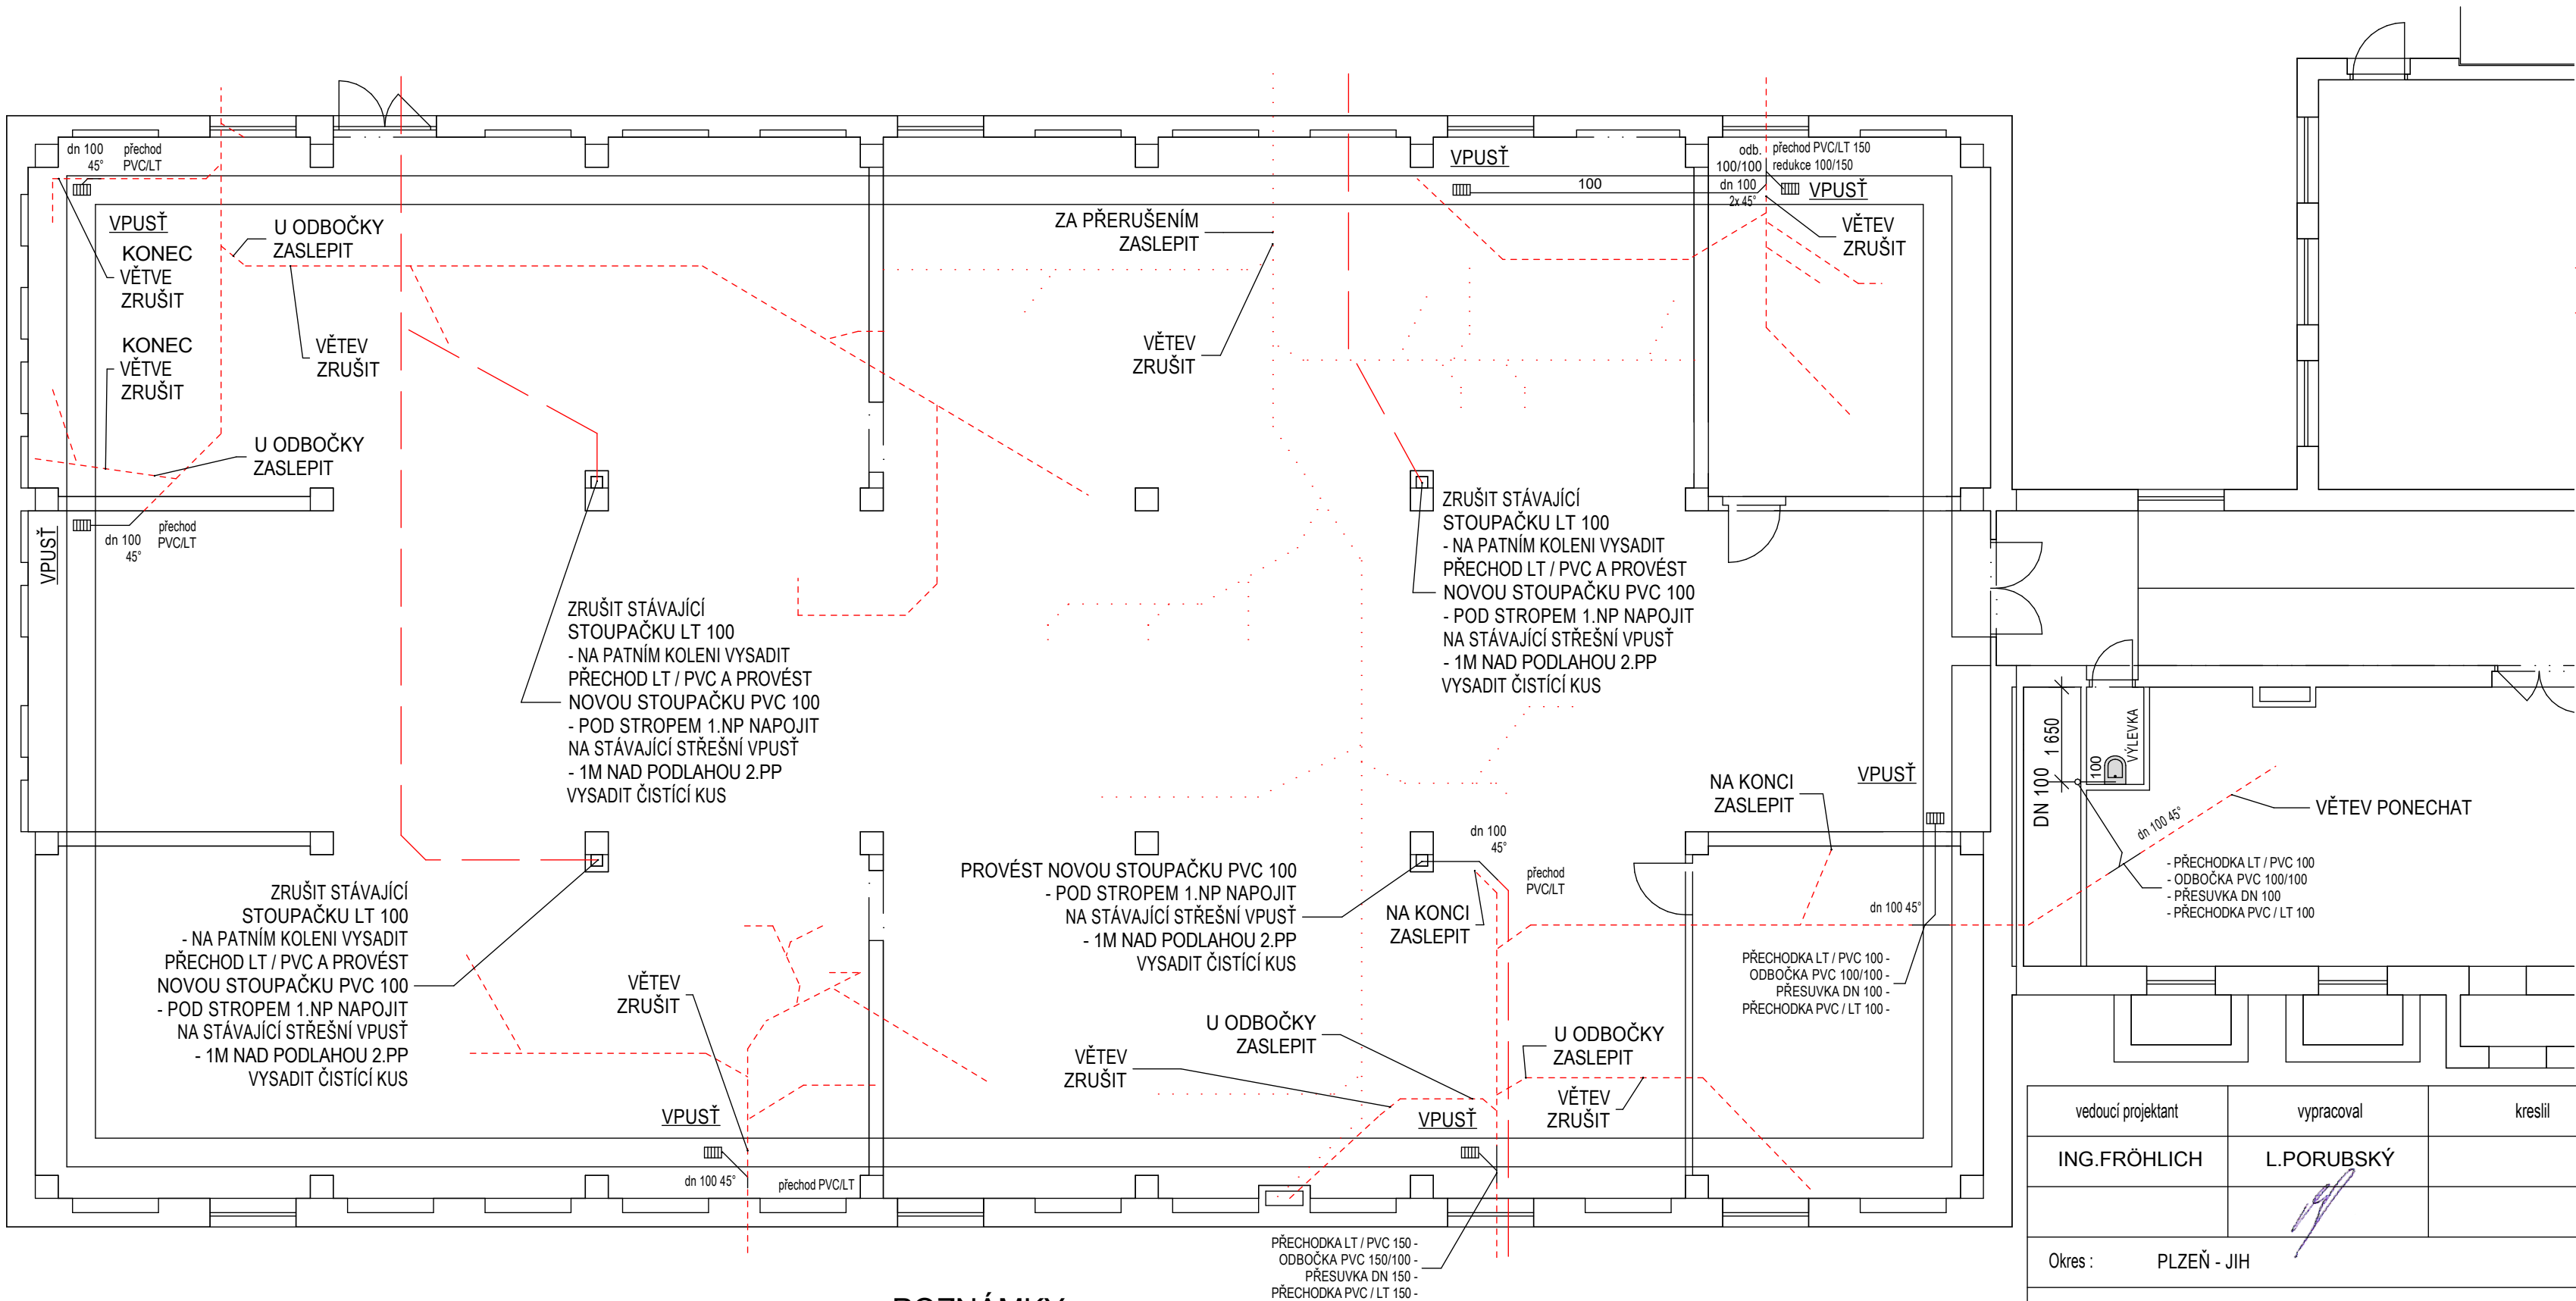 dn 100
45°
přechod
PVC/LT
VPUSŤ
KONEC
VĚTVE
ZRUŠIT
U ODBOČKY
ZASLEPIT
KONEC
VĚTVE
ZRUŠIT
VĚTEV
ZRUŠIT
U ODBOČKY
ZASLEPIT
VPUSŤ
dn 100
45°
přechod
PVC/LT
ZA PŘERUŠENÍM
ZASLEPIT
VĚTEV
ZRUŠIT
VPUSŤ
100
odb.
100/100
přechod PVC/LT 150
redukce 100/150
dn 100
2x 45°
VPUSŤ
VĚTEV
ZRUŠIT
ZRUŠIT STÁVAJÍCÍ
STOUPAČKU LT 100
- NA PATNÍM KOLENI VYSADIT
PŘECHOD LT / PVC A PROVÉST
NOVOU STOUPAČKU PVC 100
- POD STROPEM 1.NP NAPOJIT
NA STÁVAJÍCÍ STŘEŠNÍ VPUSŤ
- 1M NAD PODLAHOU 2.PP
VYSADIT ČISTÍCÍ KUS
ZRUŠIT STÁVAJÍCÍ
STOUPAČKU LT 100
- NA PATNÍM KOLENI VYSADIT
PŘECHOD LT / PVC A PROVÉST
NOVOU STOUPAČKU PVC 100
- POD STROPEM 1.NP NAPOJIT
NA STÁVAJÍCÍ STŘEŠNÍ VPUSŤ
- 1M NAD PODLAHOU 2.PP
VYSADIT ČISTÍCÍ KUS
DN 100
1 650
100
VÝLEVKA
dn 100 45°
VĚTEV PONECHAT
- PŘECHODKA LT / PVC 100
- ODBOČKA PVC 100/100
- PŘESUVKA DN 100
- PŘECHODKA PVC / LT 100
NA KONCI
ZASLEPIT
VPUSŤ
dn 100 45°
PŘECHODKA LT / PVC 100 -
ODBOČKA PVC 100/100 -
PŘESUVKA DN 100 -
PŘECHODKA PVC / LT 100 -
ZRUŠIT STÁVAJÍCÍ
STOUPAČKU LT 100
- NA PATNÍM KOLENI VYSADIT
PŘECHOD LT / PVC A PROVÉST
NOVOU STOUPAČKU PVC 100
- POD STROPEM 1.NP NAPOJIT
NA STÁVAJÍCÍ STŘEŠNÍ VPUSŤ
- 1M NAD PODLAHOU 2.PP
VYSADIT ČISTÍCÍ KUS
PROVÉST NOVOU STOUPAČKU PVC 100
- POD STROPEM 1.NP NAPOJIT
NA STÁVAJÍCÍ STŘEŠNÍ VPUSŤ
- 1M NAD PODLAHOU 2.PP
VYSADIT ČISTÍCÍ KUS
dn 100
45°
přechod
PVC/LT
NA KONCI
ZASLEPIT
VĚTEV
ZRUŠIT
VPUSŤ
dn 100 45°
přechod PVC/LT
U ODBOČKY
ZASLEPIT
VĚTEV
ZRUŠIT
U ODBOČKY
ZASLEPIT
VĚTEV
ZRUŠIT
VPUSŤ
PŘECHODKA LT / PVC 150 -
ODBOČKA PVC 150/100 -
PŘESUVKA DN 150 -
PŘECHODKA PVC / LT 150 -
POZNÁMKY
vedoucí projektant
vypracoval
kreslil
ING.FRÖHLICH
L.PORUBSKÝ
Okres :
PLZEŇ - JIH